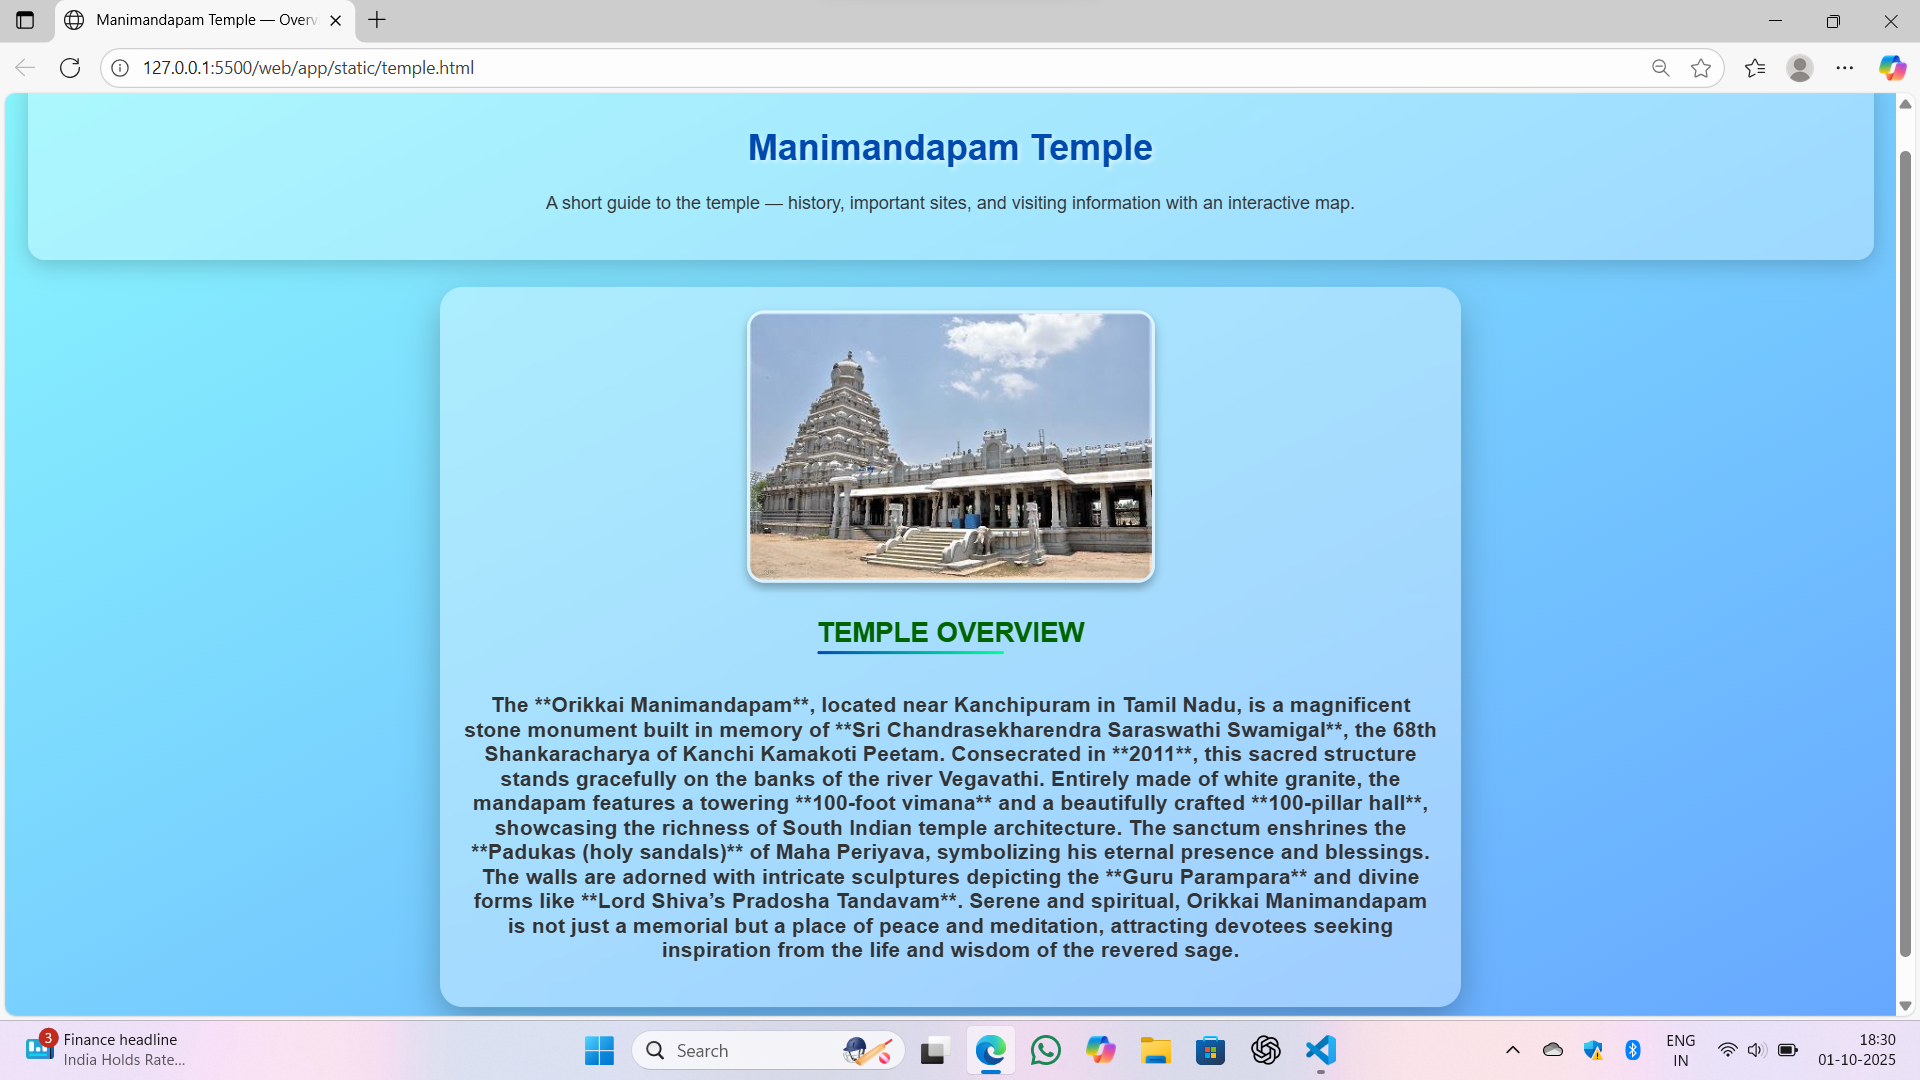 Manimandapam Temple — Overv
127.0.0.1:5500/web/app/static/temple.html
Manimandapam Temple
A short guide to the temple — history, important sites, and visiting information with an interactive map.
TEMPLE OVERVIEW
The **Orikkai Manimandapam**, located near Kanchipuram in Tamil Nadu, is a magnificent
stone monument built in memory of **Sri Chandrasekharendra Saraswathi Swamigal**, the 68th
Shankaracharya of Kanchi Kamakoti Peetam. Consecrated in **2011**, this sacred structure
stands gracefully on the banks of the river Vegavathi. Entirely made of white granite, the
mandapam features a towering **100-foot vimana** and a beautifully crafted **100-pillar hall**,
showcasing the richness of South Indian temple architecture. The sanctum enshrines the
**Padukas (holy sandals)** of Maha Periyava, symbolizing his eternal presence and blessings.
The walls are adorned with intricate sculptures depicting the **Guru Parampara** and divine
forms like **Lord Shiva’s Pradosha Tandavam**. Serene and spiritual, Orikkai Manimandapam
is not just a memorial but a place of peace and meditation, attracting devotees seeking
inspiration from the life and wisdom of the revered sage.
3
Finance headline
India Holds Rate...
Search
ENG
IN
18:30
01-10-2025